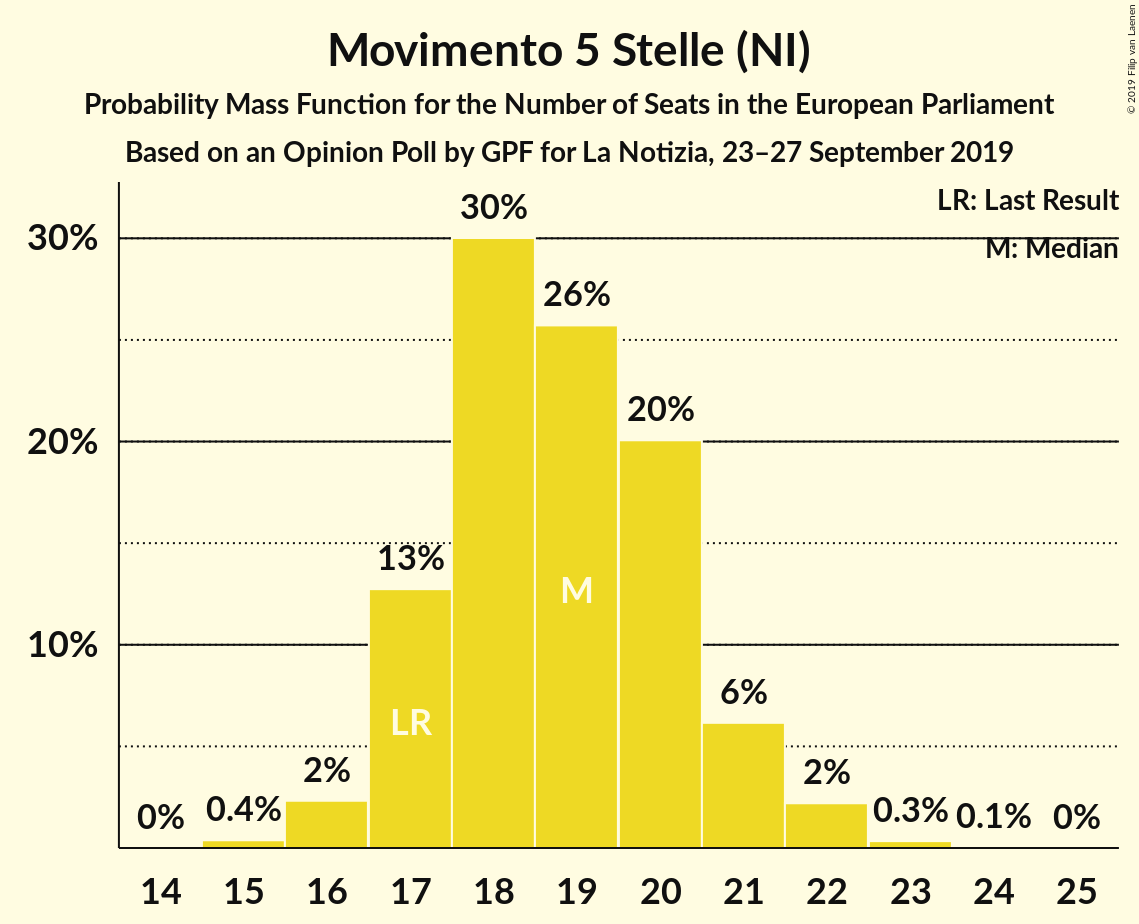 Movimento 5 Stelle (NI)
Probability Mass Function for the Number of Seats in the European Parliament
Based on an Opinion Poll by GPF for La Notizia, 23–27 September 2019
© 2019 Filip van Laenen
LR: Last Result
M: Median
30%
20%
10%
0%
0.4%
2%
13%
30%
26%
20%
6%
2%
0.3%
0.1%
0%
LR
M
14 15 16 17 18 19 20 21 22 23 24 25